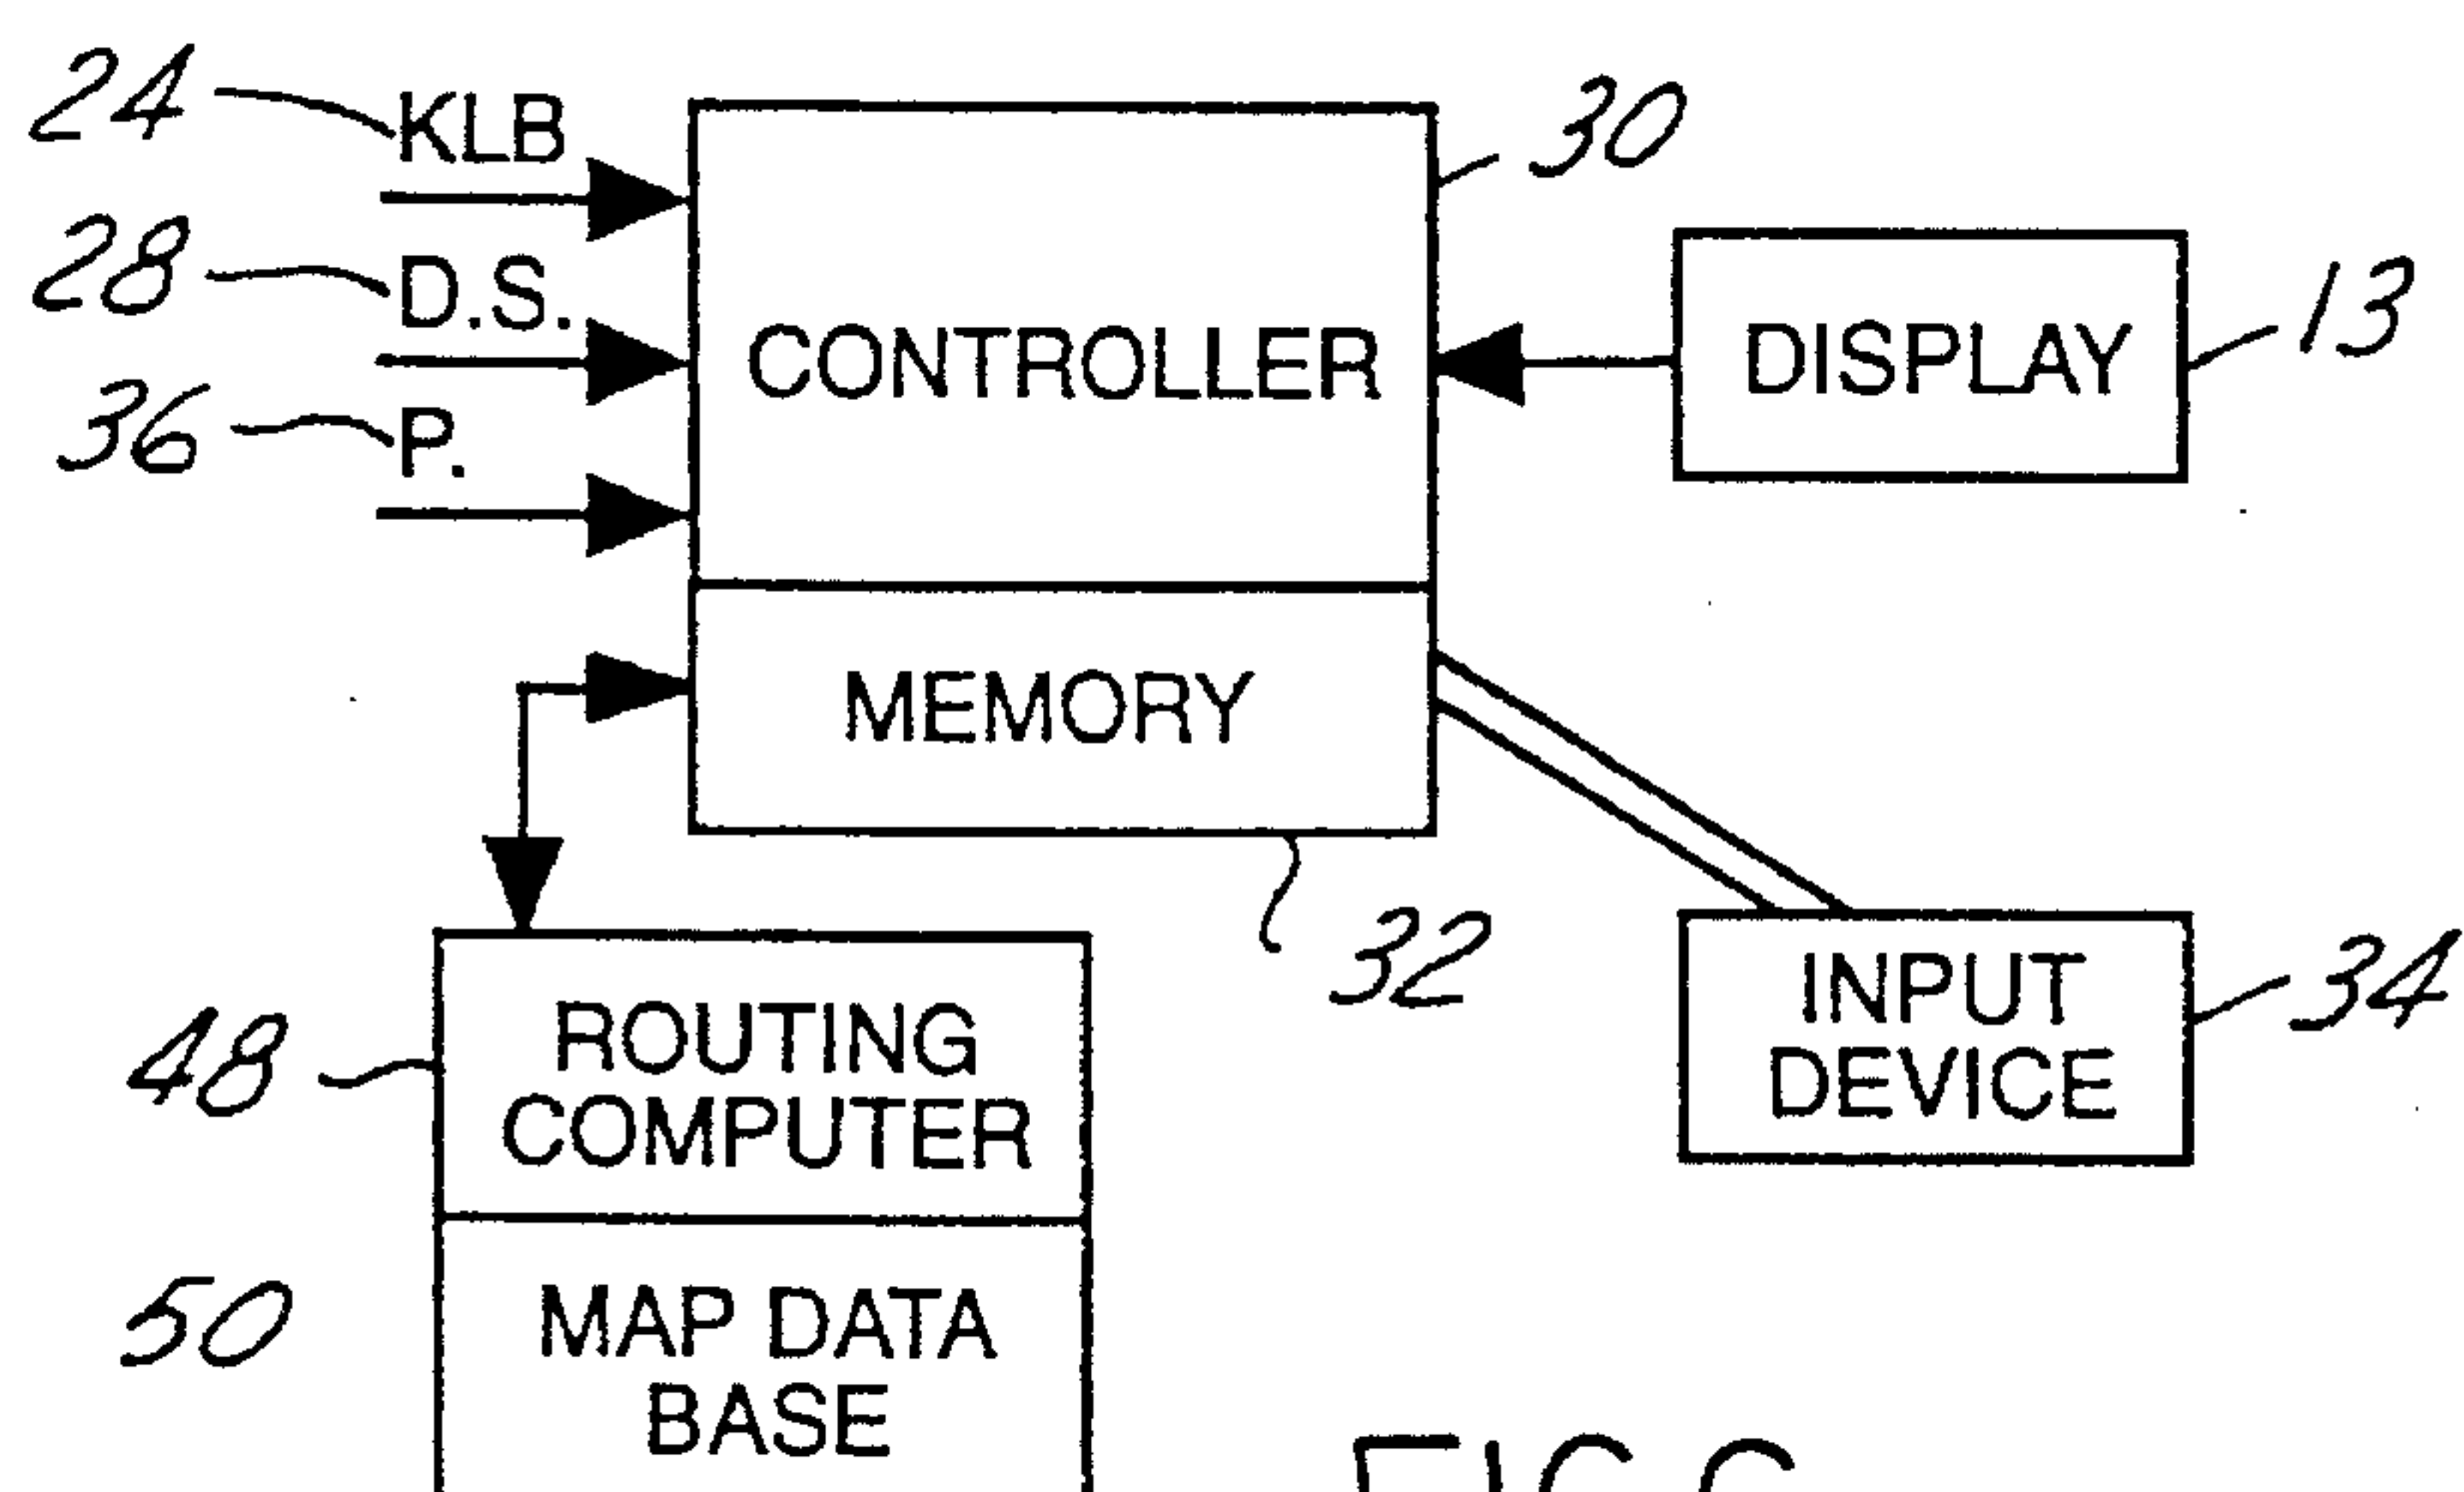 24 KLB
30
28 D.S.
CONTROLLER
DISPLAY
13
36 P.
MEMORY
32
INPUT
DEVICE
34
48
ROUTING
COMPUTER
50
MAP DATA
BASE